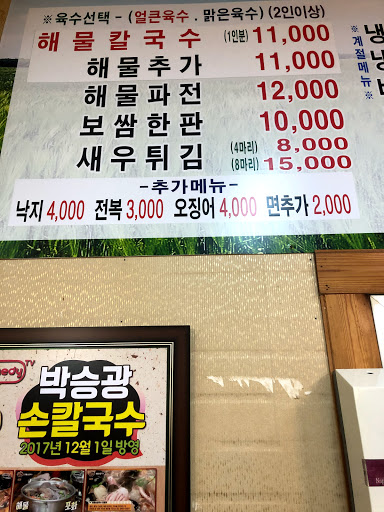 ※육수선택 - (얼큰육수 . 맑은육수) (2인이상)
해물칼국수 (1인분) 11,000
해물추가 11,000
해물파전 12,000
보쌈한판 10,000
새우튀김 (4마리) 8,000
(8마리) 15,000
-추가메뉴-
낙지 4,000 전복 3,000 오징어 4,000 면추가 2,000
※계절메뉴※
냉
냉
TV
박승광
손칼국수
2017년 12월 1일 방영
해물